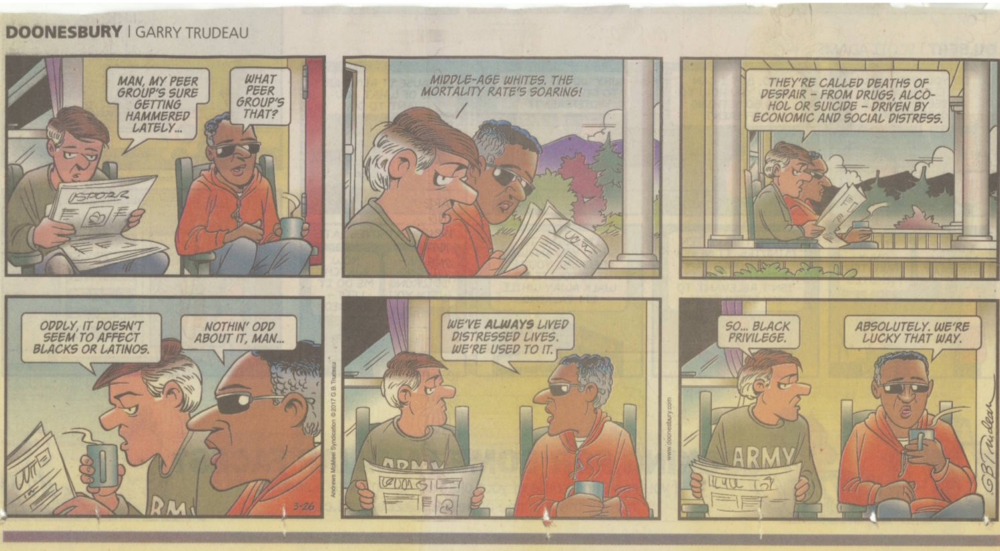 DOONESBURY | GARRY TRUDEAU
MAN, MY PEER
GROUP'S SURE
GETTING
HAMMERED
LATELY...
WHAT
PEER
GROUP'S
THAT?
MIDDLE-AGE WHITES. THE
MORTALITY RATE'S SOARING!
THEY'RE CALLED DEATHS OF
DESPAIR – FROM DRUGS, ALCO-
HOL OR SUICIDE – DRIVEN BY
ECONOMIC AND SOCIAL DISTRESS.
ODDLY, IT DOESN'T
SEEM TO AFFECT
BLACKS OR LATINOS.
NOTHIN' ODD
ABOUT IT, MAN...
ARMY
3-26
Andrews McMeel Syndication ©2017 G.B. Trudeau
WE'VE ALWAYS LIVED
DISTRESSED LIVES.
WE'RE USED TO IT.
ARMY
www.doonesbury.com
SO... BLACK
PRIVILEGE.
ABSOLUTELY. WE'RE
LUCKY THAT WAY.
ARMY
GBTrudeau